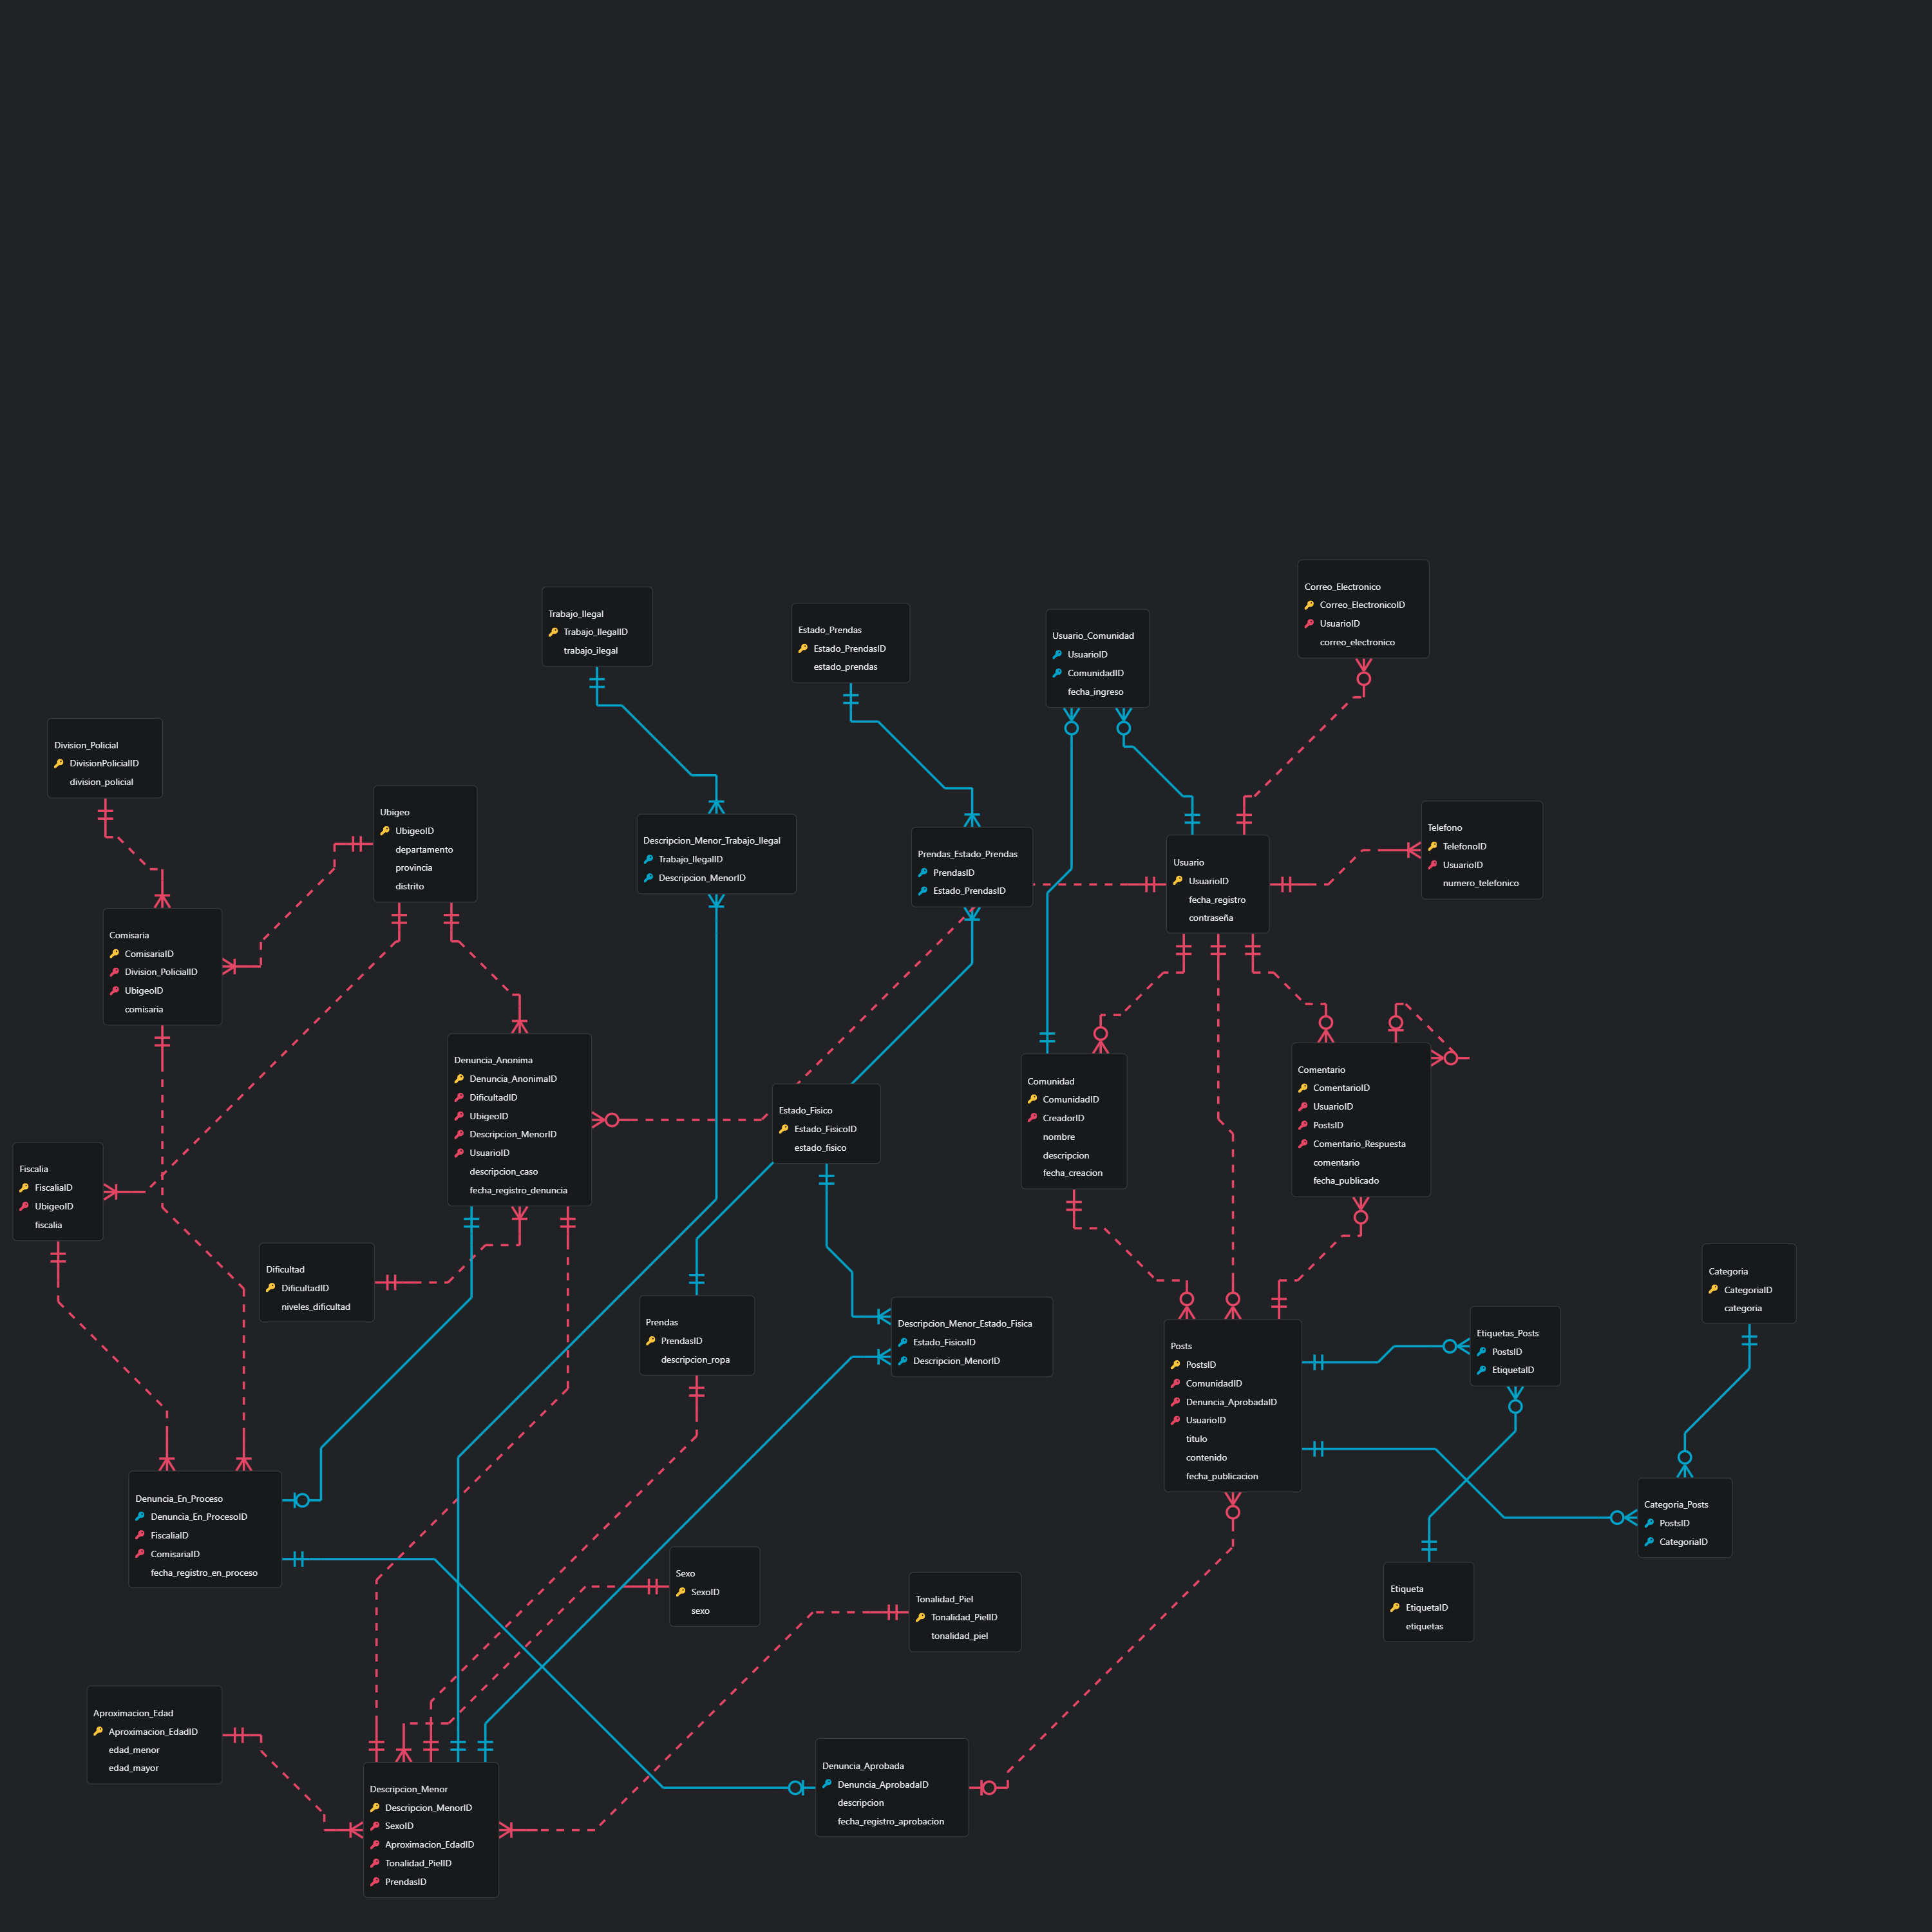 Correo_Electronico
Correo_ElectronicoID
UsuarioID
correo_electronico
Trabajo_Ilegal
Trabajo_IlegalID
trabajo_ilegal
Estado_Prendas
Estado_PrendasID
estado_prendas
Usuario_Comunidad
UsuarioID
ComunidadID
fecha_ingreso
Division_Policial
DivisionPolicialID
division_policial
Ubigeo
UbigeoID
departamento
provincia
distrito
Descripcion_Menor_Trabajo_Ilegal
Trabajo_IlegalID
Descripcion_MenorID
Prendas_Estado_Prendas
PrendasID
Estado_PrendasID
Usuario
UsuarioID
fecha_registro
contraseña
Telefono
TelefonoID
UsuarioID
numero_telefonico
Comisaria
ComisariaID
Division_PolicialID
UbigeoID
comisaria
Denuncia_Anonima
Denuncia_AnonimaID
DificultadID
UbigeoID
Descripcion_MenorID
UsuarioID
descripcion_caso
fecha_registro_denuncia
Estado_Fisico
Estado_FisicoID
estado_fisico
Comunidad
ComunidadID
CreadorID
nombre
descripcion
fecha_creacion
Comentario
ComentarioID
UsuarioID
PostsID
Comentario_Respuesta
comentario
fecha_publicado
Fiscalia
FiscaliaID
UbigeoID
fiscalia
Dificultad
DificultadID
niveles_dificultad
Prendas
PrendasID
descripcion_ropa
Descripcion_Menor_Estado_Fisica
Estado_FisicoID
Descripcion_MenorID
Posts
PostsID
ComunidadID
Denuncia_AprobadaID
UsuarioID
titulo
contenido
fecha_publicacion
Etiquetas_Posts
PostsID
EtiquetaID
Categoria
CategoriaID
categoria
Denuncia_En_Proceso
Denuncia_En_ProcesoID
FiscaliaID
ComisariaID
fecha_registro_en_proceso
Categoria_Posts
PostsID
CategoriaID
Sexo
SexoID
sexo
Tonalidad_Piel
Tonalidad_PielID
tonalidad_piel
Etiqueta
EtiquetaID
etiquetas
Aproximacion_Edad
Aproximacion_EdadID
edad_menor
edad_mayor
Descripcion_Menor
Descripcion_MenorID
SexoID
Aproximacion_EdadID
Tonalidad_PielID
PrendasID
Denuncia_Aprobada
Denuncia_AprobadaID
descripcion
fecha_registro_aprobacion